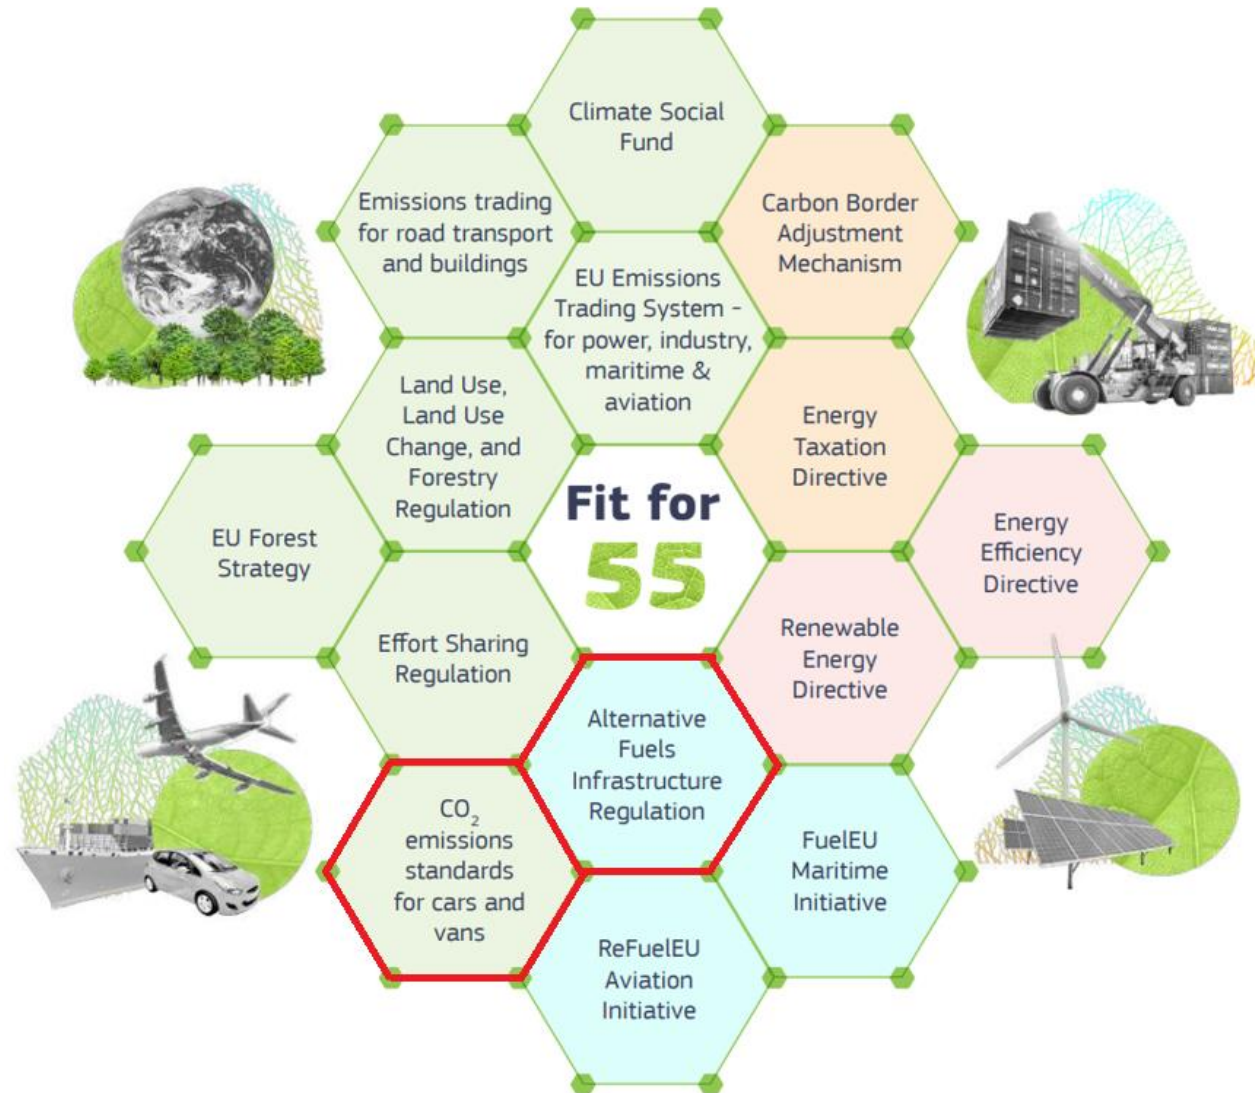 Climate Social
Fund
Emissions trading
for road transport
and buildings
Carbon Border
Adjustment
Mechanism
EU Emissions
Trading System -
for power, industry,
maritime &
aviation
Land Use,
Land Use
Change, and
Forestry
Regulation
Energy
Taxation
Directive
Fit for
55
EU Forest
Strategy
Energy
Efficiency
Directive
Effort Sharing
Regulation
Renewable
Energy
Directive
Alternative
Fuels
Infrastructure
Regulation
CO₂
emissions
standards
for cars and
vans
FuelEU
Maritime
Initiative
ReFuelEU
Aviation
Initiative